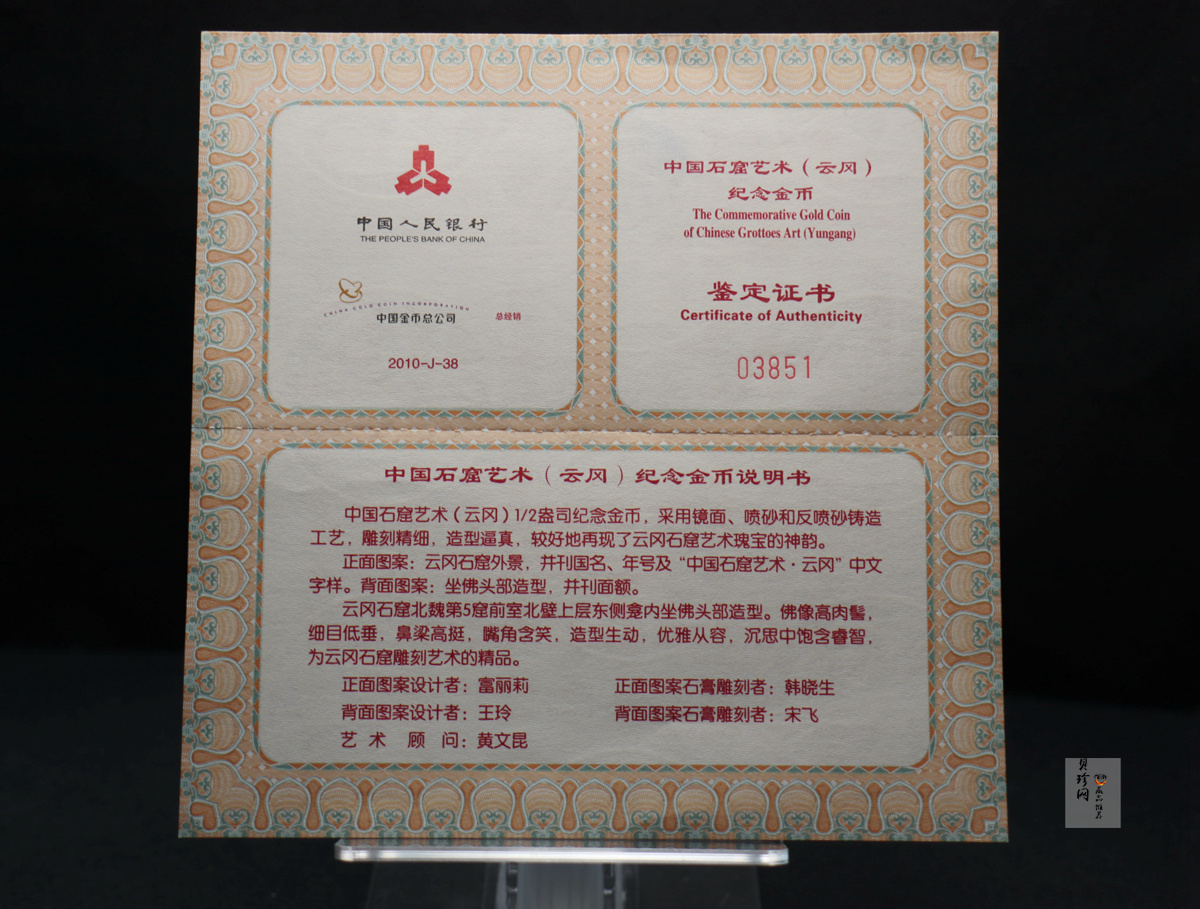 中国人民银行
THE PEOPLE'S BANK OF CHINA
CHINA GOLD COIN INCORPORATION
中国金币总公司 总经销
2010-J-38
中国石窟艺术（云冈）
纪念金币
The Commemorative Gold Coin
of Chinese Grottoes Art (Yungang)
鉴定证书
Certificate of Authenticity
03851
中国石窟艺术（云冈）纪念金币说明书
中国石窟艺术（云冈）1/2盎司纪念金币，采用镜面、喷砂和反喷砂铸造
工艺，雕刻精细，造型逼真，较好地再现了云冈石窟艺术瑰宝的神韵。
正面图案：云冈石窟外景，并刊国名、年号及“中国石窟艺术·云冈”中文
字样。背面图案：坐佛头部造型，并刊面额。
云冈石窟北魏第5窟前室北壁上层东侧龛内坐佛头部造型。佛像高肉髻，
细目低垂，鼻梁高挺，嘴角含笑，造型生动，优雅从容，沉思中饱含睿智，
为云冈石窟雕刻艺术的精品。
正面图案设计者：富丽莉 正面图案石膏雕刻者：韩晓生
背面图案设计者：王玲 背面图案石膏雕刻者：宋飞
艺术顾问：黄文昆
贝珍网
藏品推荐